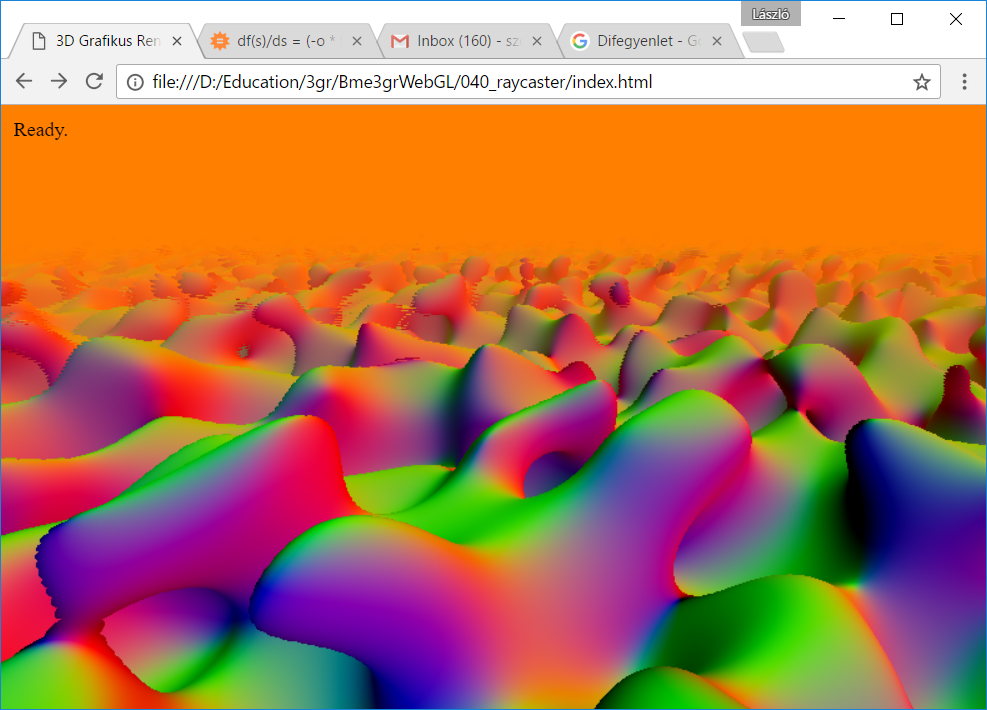 László
3D Grafikus Ren
df(s)/ds = (-o *
Inbox (160) - sz
Difegyenlet - G
file:///D:/Education/3gr/Bme3grWebGL/040_raycaster/index.html
Ready.